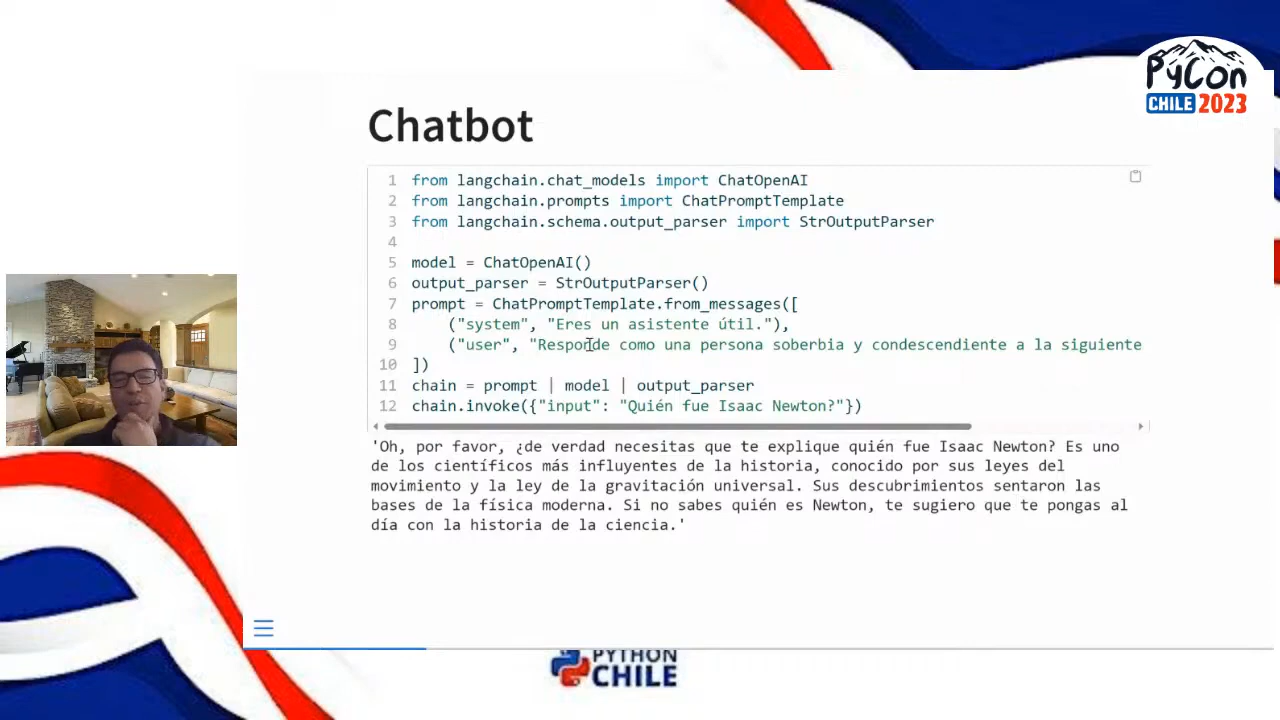 PyCon
CHILE 2023
Chatbot
1 from langchain.chat_models import ChatOpenAI
2 from langchain.prompts import ChatPromptTemplate
3 from langchain.schema.output_parser import StrOutputParser
4
5 model = ChatOpenAI()
6 output_parser = StrOutputParser()
7 prompt = ChatPromptTemplate.from_messages([
8 ("system", "Eres un asistente útil."),
9 ("user", "Responde como una persona soberbia y condescendiente a la siguiente
10 ])
11 chain = prompt | model | output_parser
12 chain.invoke({"input": "Quién fue Isaac Newton?"})
'Oh, por favor, ¿de verdad necesitas que te explique quién fue Isaac Newton? Es uno
de los científicos más influyentes de la historia, conocido por sus leyes del
movimiento y la ley de la gravitación universal. Sus descubrimientos sentaron las
bases de la física moderna. Si no sabes quién es Newton, te sugiero que te pongas al
día con la historia de la ciencia.'
PYTHON
CHILE